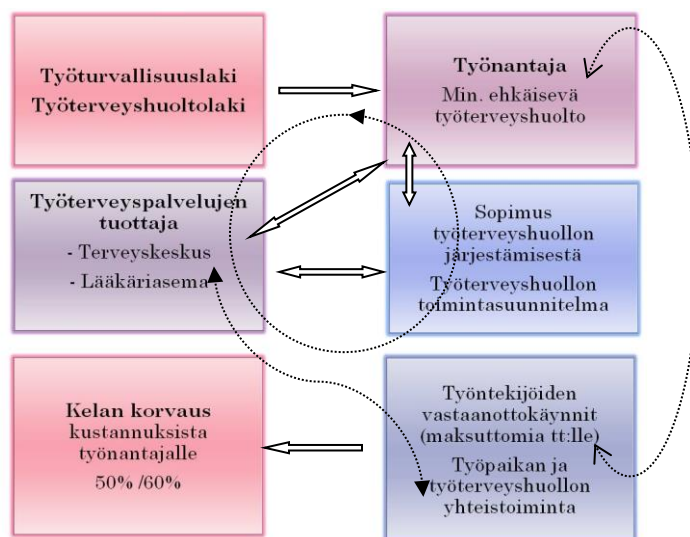 Työturvallisuuslaki
Työterveyshuoltolaki
Työnantaja
Min. ehkäisevä
työterveyshuolto
Työterveyspalvelujen
tuottaja
- Terveyskeskus
- Lääkäriasema
Sopimus
työterveyshuollon
järjestämisestä
Työterveyshuollon
toimintasuunnitelma
Kelan korvaus
kustannuksista
työnantajalle
50% /60%
Työntekijöiden
vastaanottokäynnit
(maksuttomia tt:lle)
Työpaikan ja
työterveyshuollon
yhteistoiminta